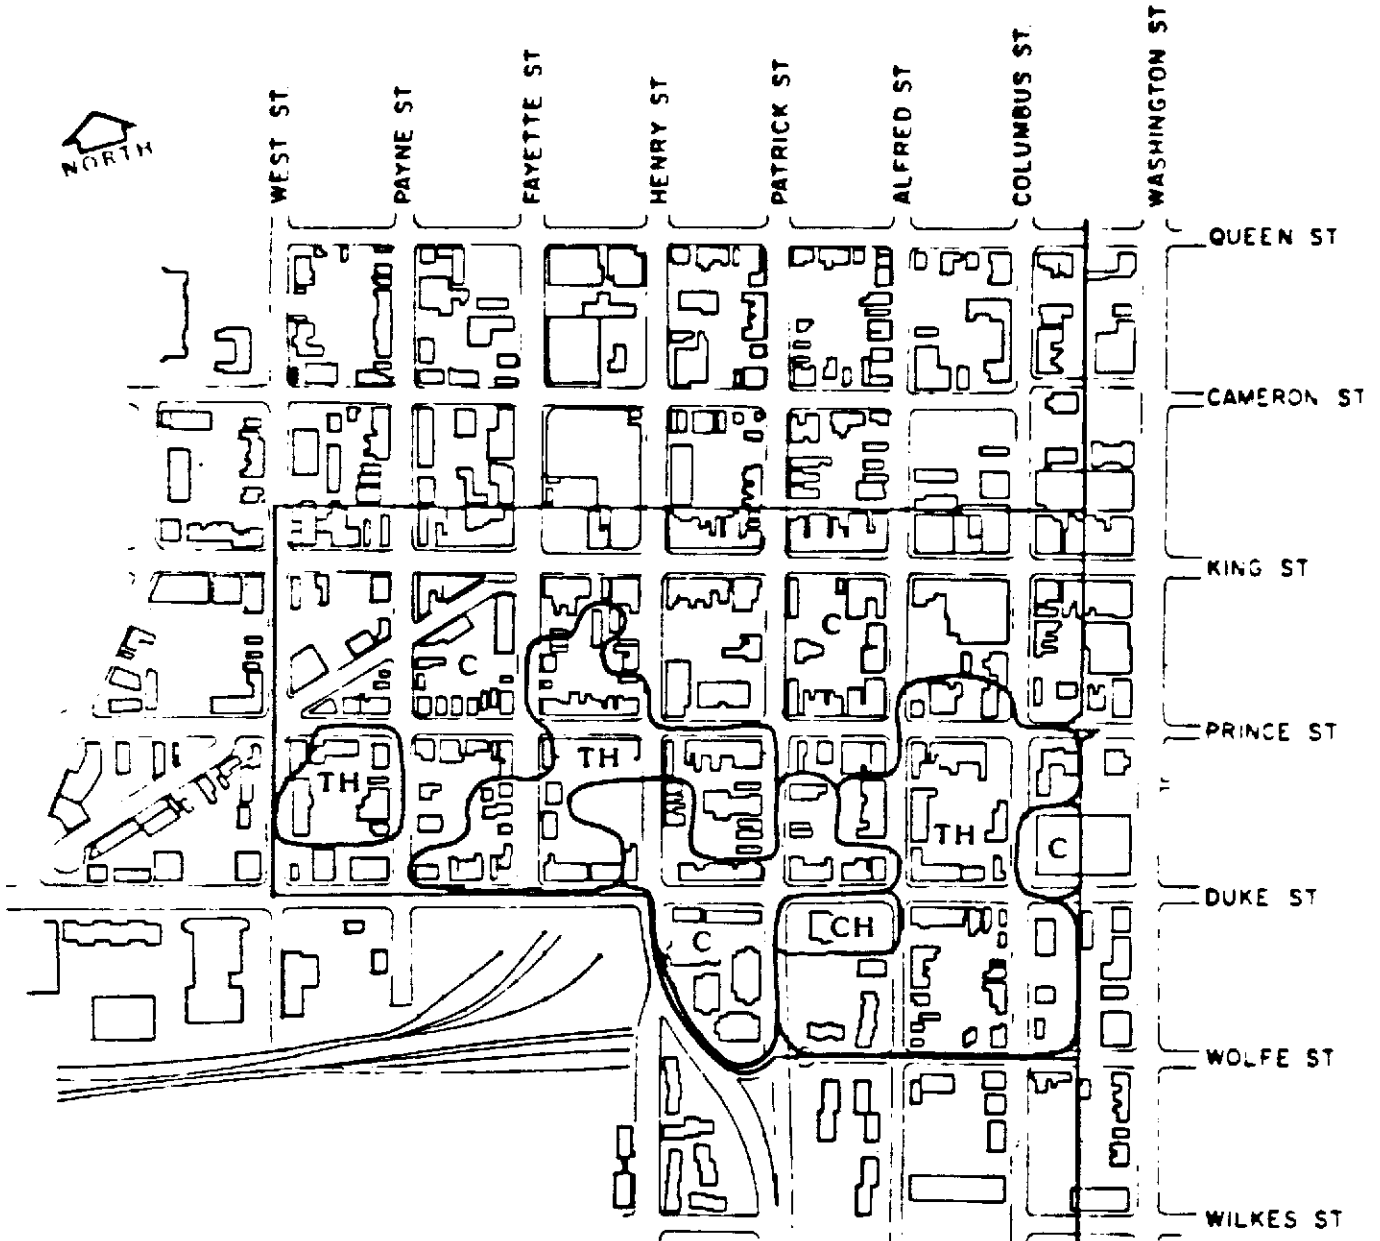 WEST ST.
PAYNE ST
FAYETTE ST
HENRY ST
PATRICK ST
ALFRED ST
COLUMBUS ST.
WASHINGTON ST
NORTH
QUEEN ST
CAMERON ST
KING ST
C
C
PRINCE ST
TH
TH
TH
C
DUKE ST
C
CH
WOLFE ST
WILKES ST